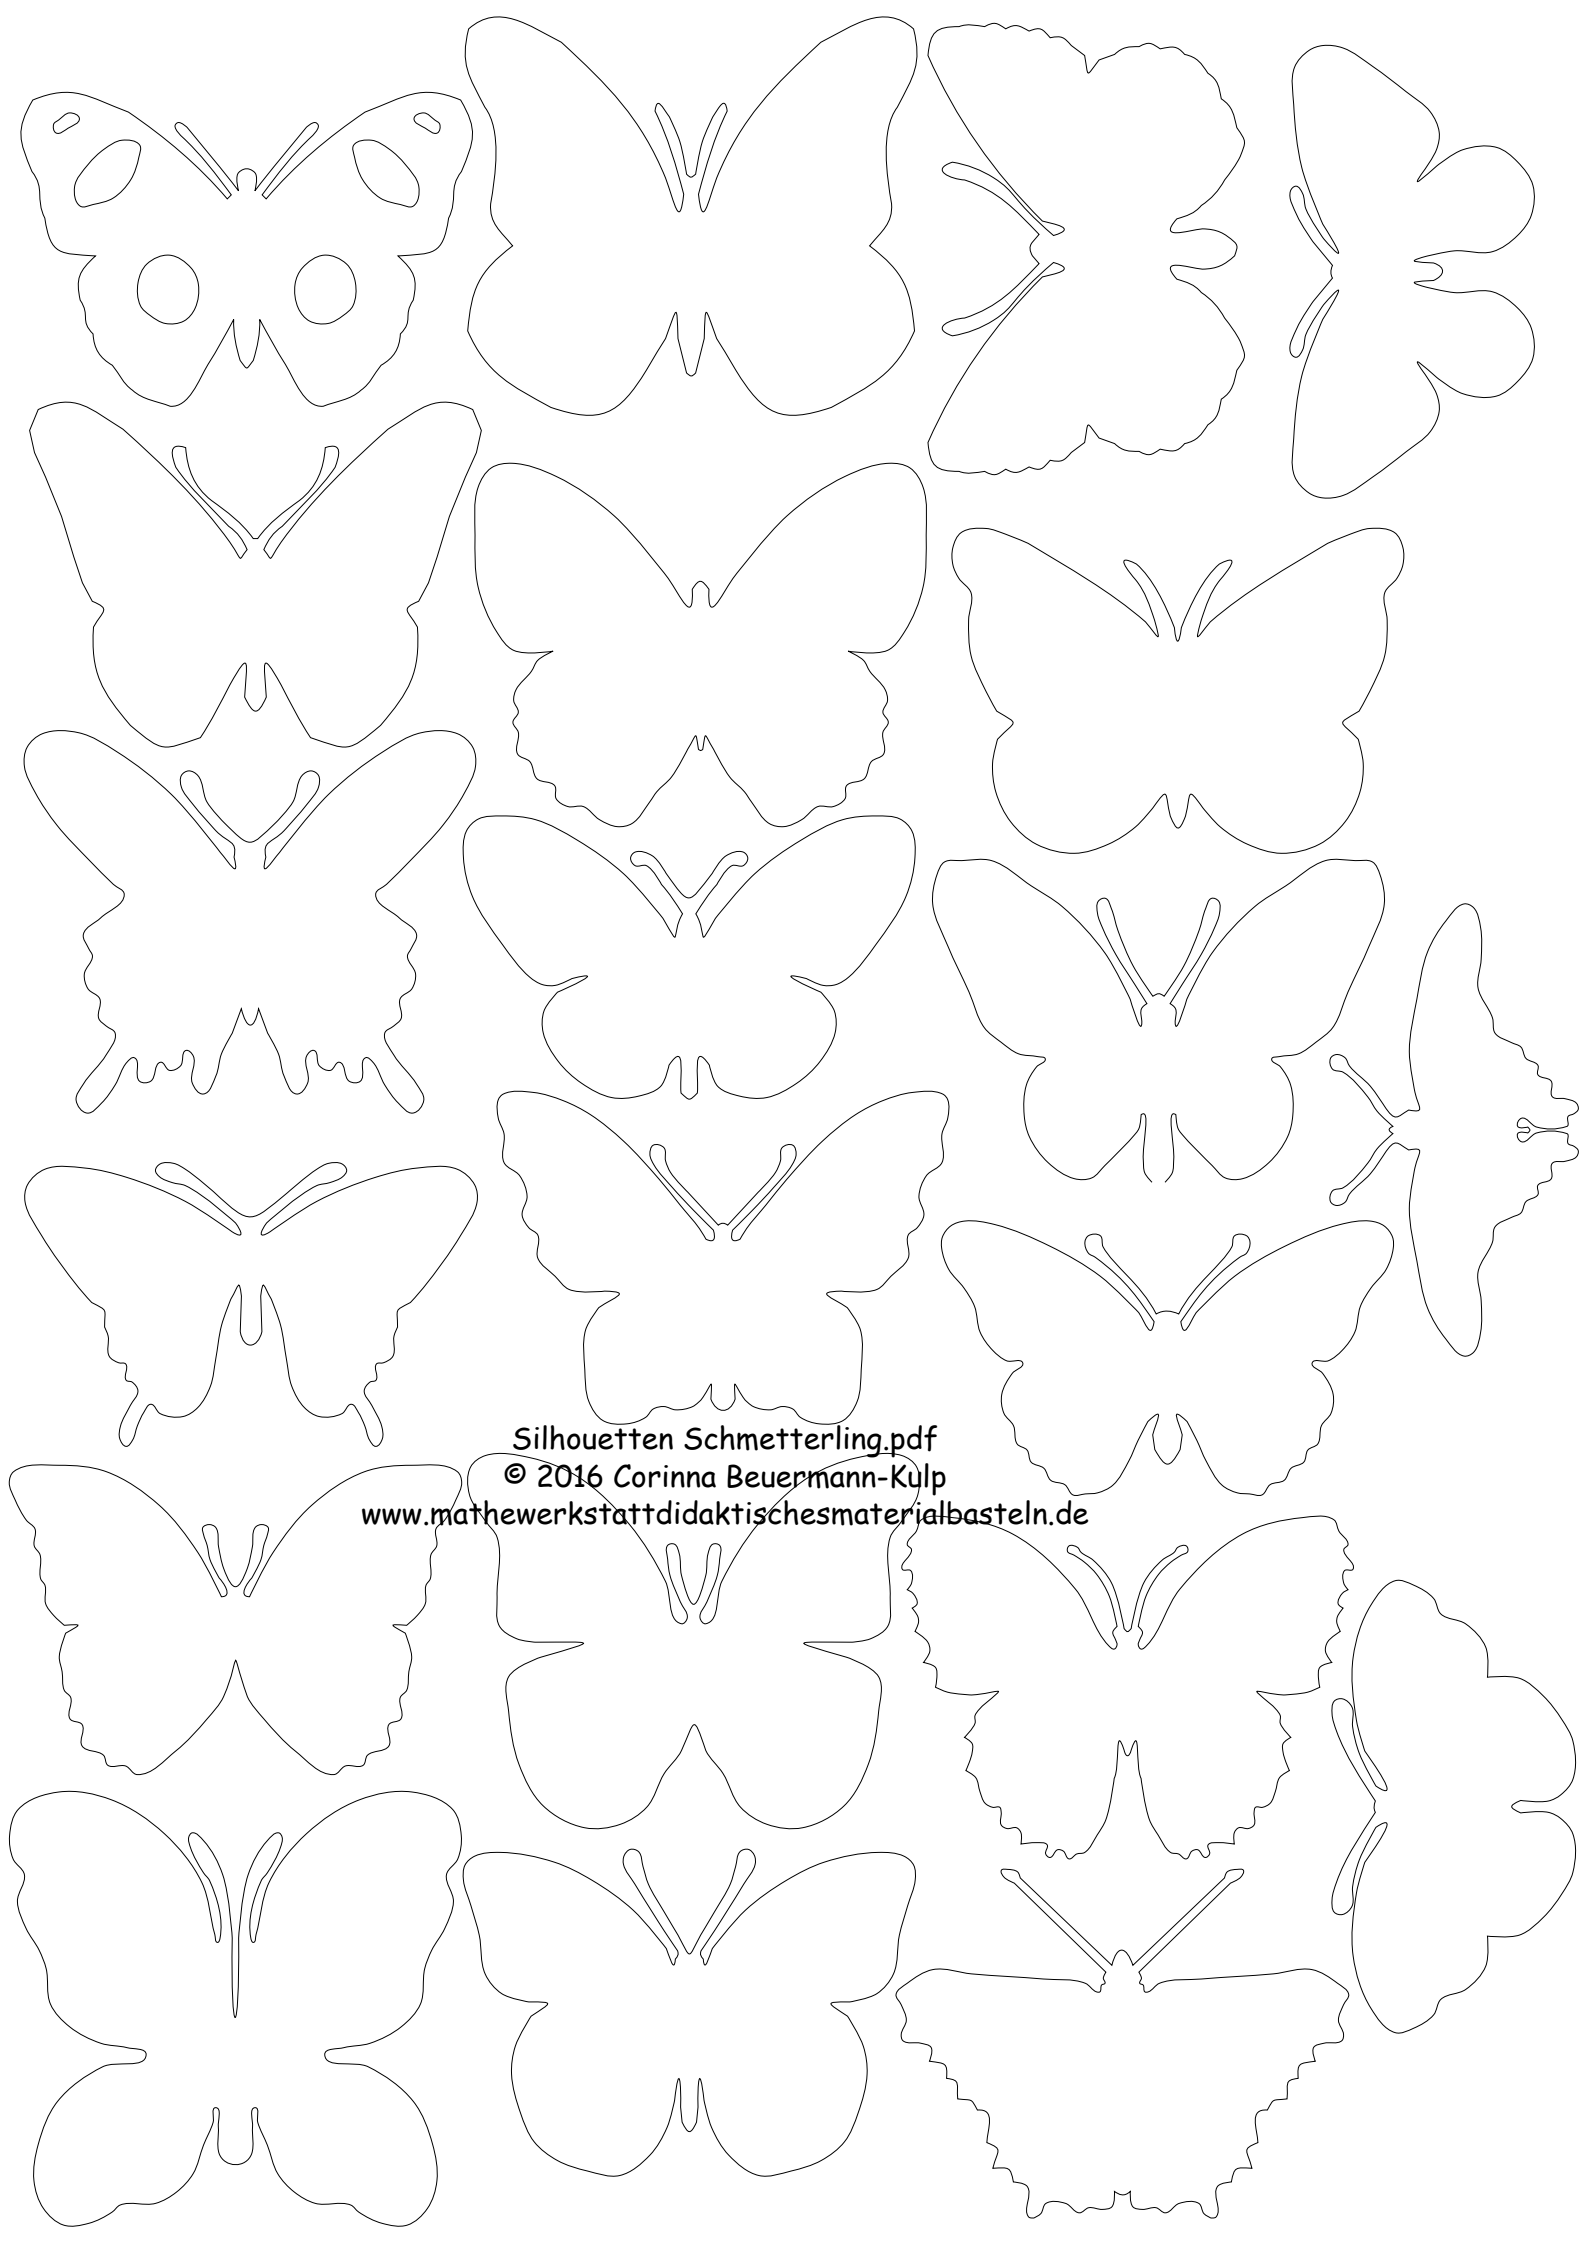 Silhouetten Schmetterling.pdf
© 2016 Corinna Beuermann-Kulp
www.mathewerkstattdidaktischesmaterialbasteln.de